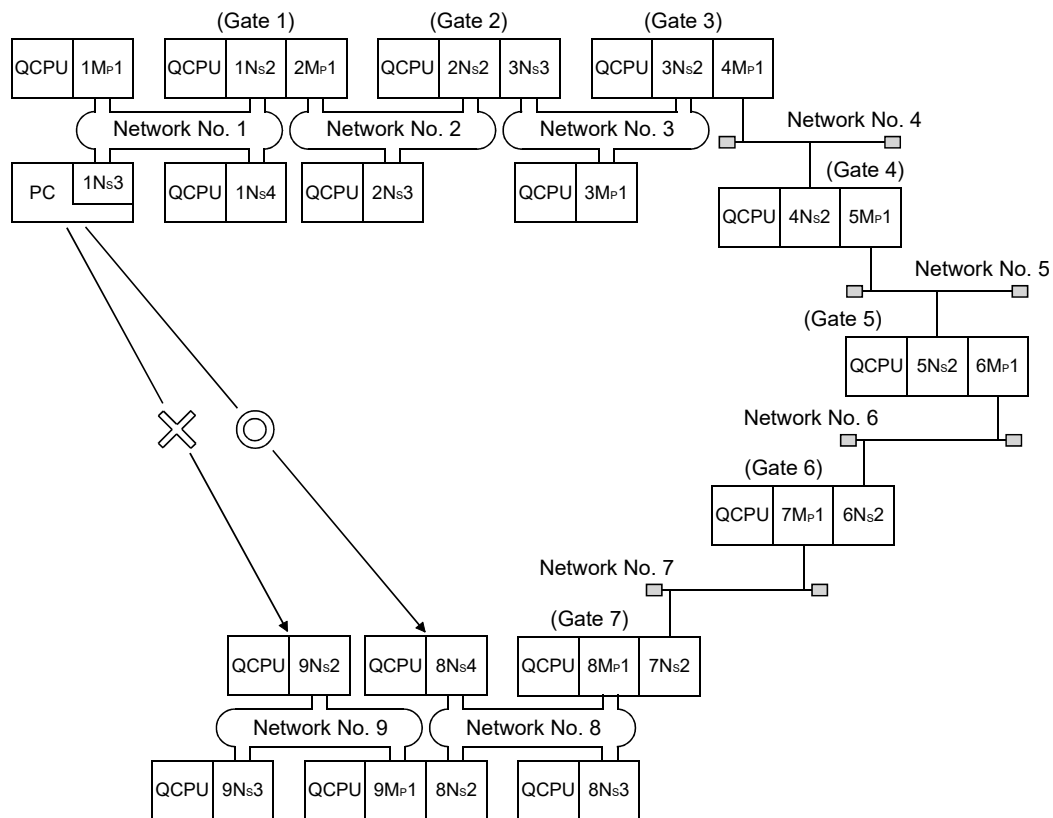 (Gate 1) (Gate 2) (Gate 3)
QCPU 1MP1 QCPU 1NS2 2MP1 QCPU 2NS2 3NS3 QCPU 3NS2 4MP1
Network No. 1 Network No. 2 Network No. 3 Network No. 4
PC 1NS3 QCPU 1NS4 QCPU 2NS3 QCPU 3MP1 (Gate 4)
QCPU 4NS2 5MP1
Network No. 5
(Gate 5)
QCPU 5NS2 6MP1
Network No. 6
(Gate 6)
QCPU 7MP1 6NS2
Network No. 7
(Gate 7)
QCPU 9NS2 QCPU 8NS4 QCPU 8MP1 7NS2
Network No. 9 Network No. 8
QCPU 9NS3 QCPU 9MP1 8NS2 QCPU 8NS3